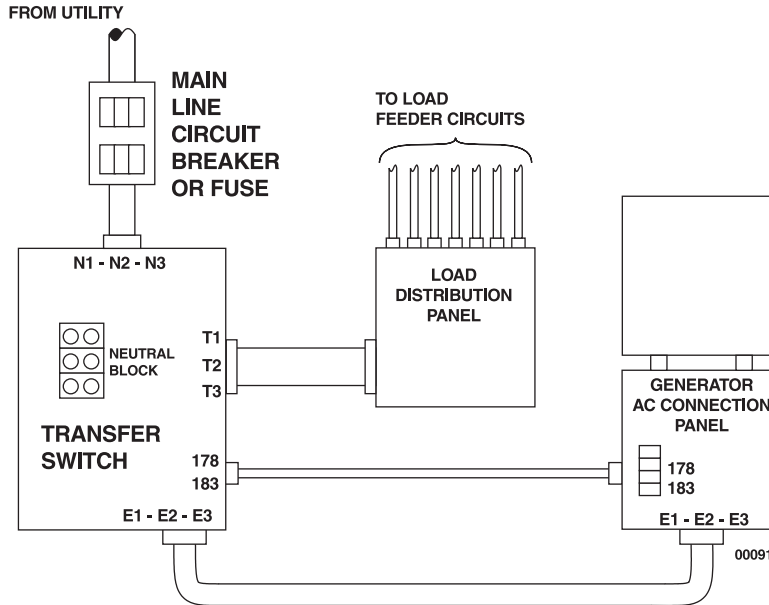 FROM UTILITY
MAIN
LINE
CIRCUIT
BREAKER
OR FUSE
TO LOAD
FEEDER CIRCUITS
N1 - N2 - N3
LOAD
DISTRIBUTION
PANEL
T1
T2
T3
NEUTRAL
BLOCK
TRANSFER
SWITCH
178
183
E1 - E2 - E3
GENERATOR
AC CONNECTION
PANEL
178
183
E1 - E2 - E3
00091